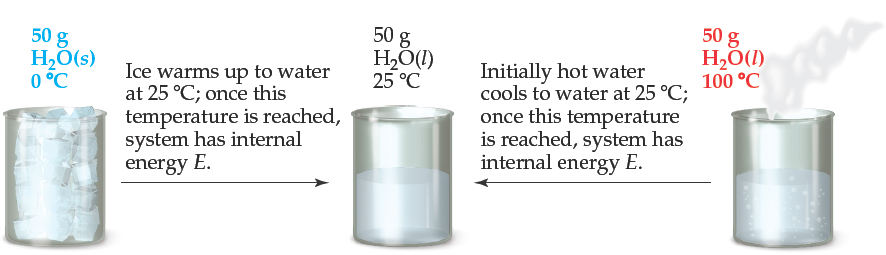 50 g
H₂O(s)
0 °C
Ice warms up to water
at 25 °C; once this
temperature is reached,
system has internal
energy E.
50 g
H₂O(l)
25 °C
Initially hot water
cools to water at 25 °C;
once this temperature
is reached, system has
internal energy E.
50 g
H₂O(l)
100 °C